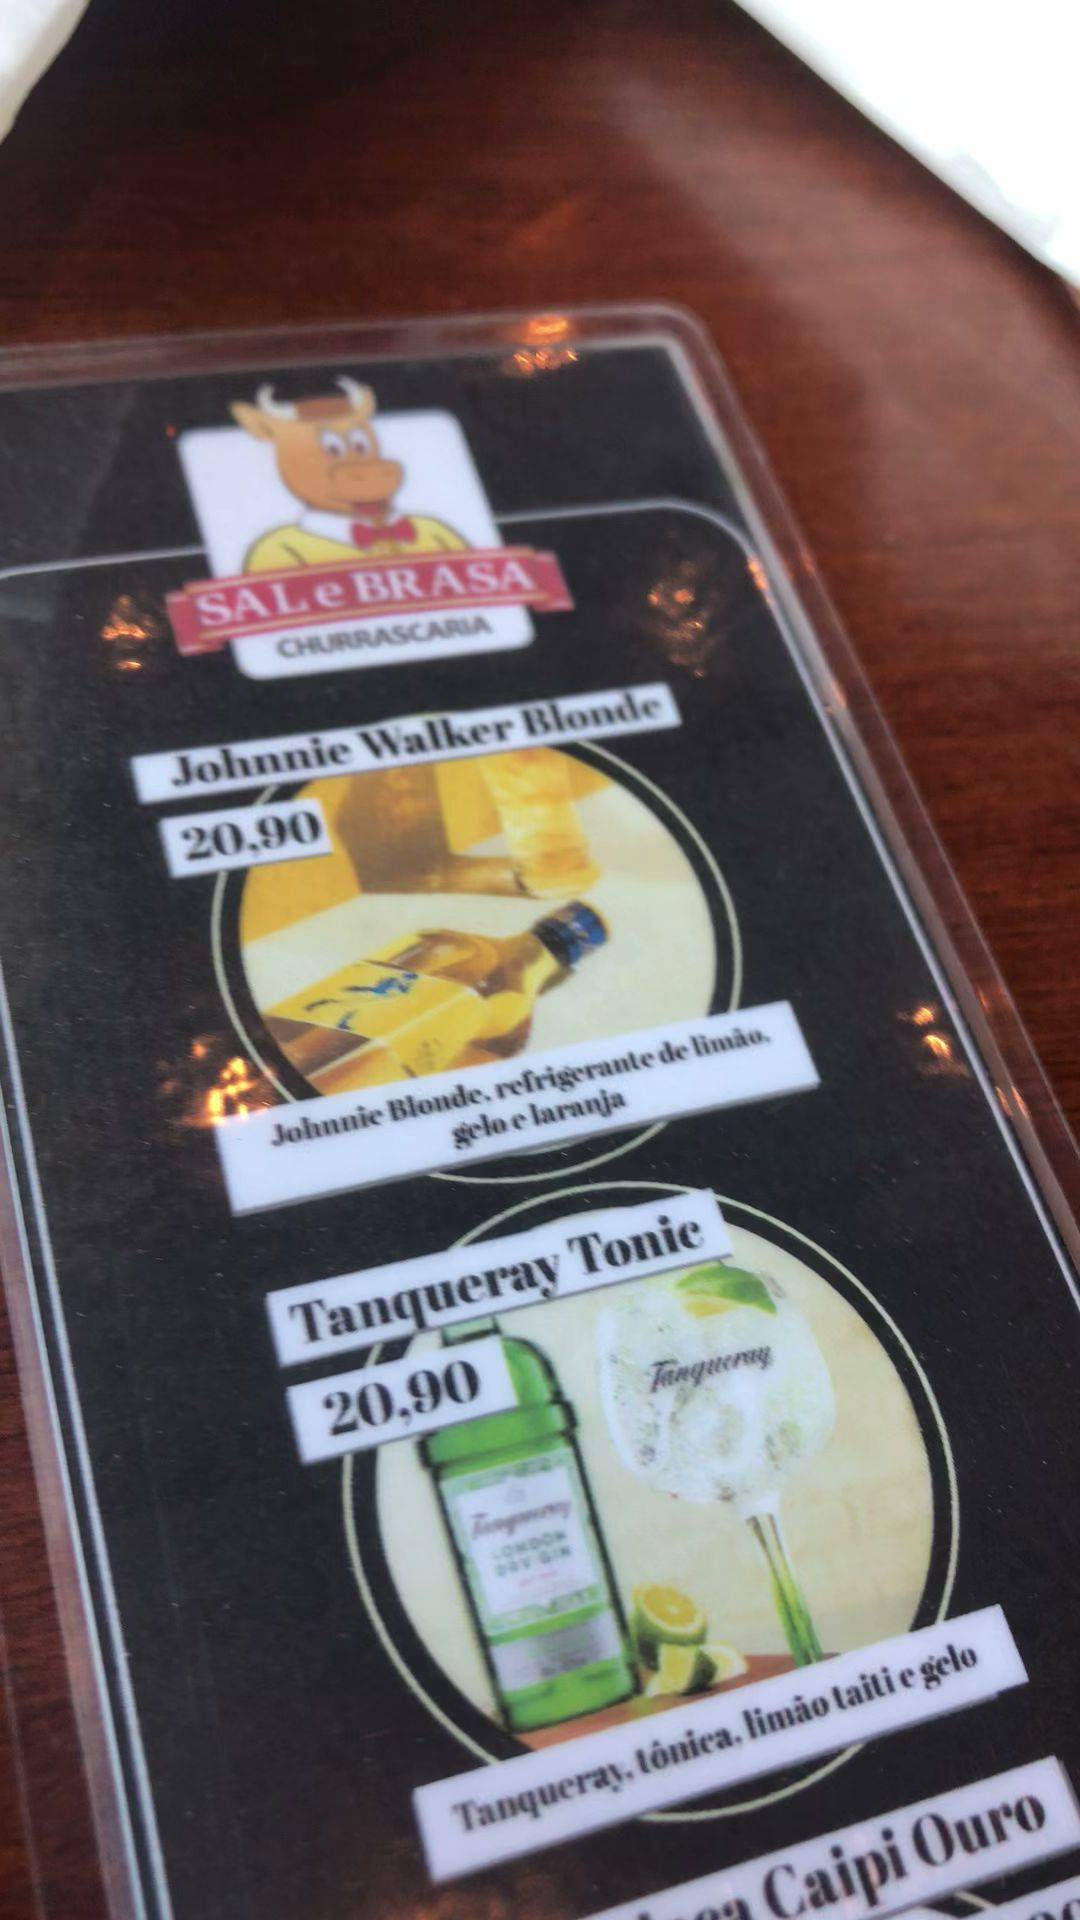 SAL e BRASA
CHURRASCARIA
Johnnie Walker Blonde
20,90
Johnnie Blonde, refrigerante de limão,
gelo e laranja
Tanqueray Tonic
20,90
Tanqueray
Tanqueray
LONDON
DRY GIN
Tanqueray, tônica, limão taiti e gelo
Caipi Ouro